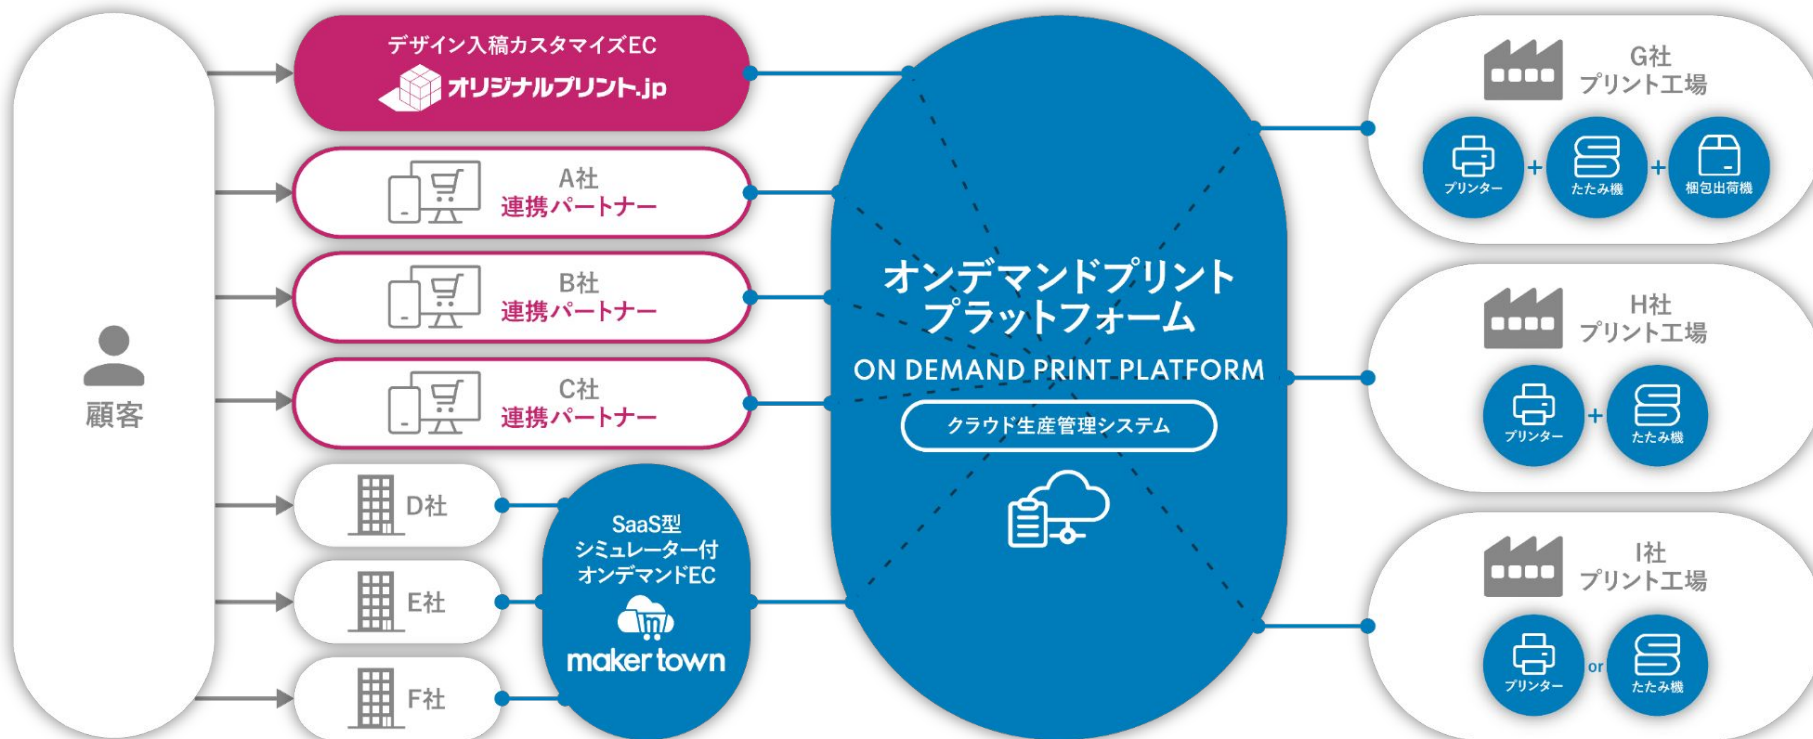 顧客
デザイン入稿カスタマイズEC
オリジナルプリント.jp
A社
連携パートナー
B社
連携パートナー
C社
連携パートナー
D社
E社
F社
SaaS型
シミュレーター付
オンデマンドEC
m
maker town
オンデマンドプリント
プラットフォーム
ON DEMAND PRINT PLATFORM
クラウド生産管理システム
G社
プリント工場
プリンター + たたみ機 + 梱包出荷機
H社
プリント工場
プリンター + たたみ機
I社
プリント工場
プリンター or たたみ機